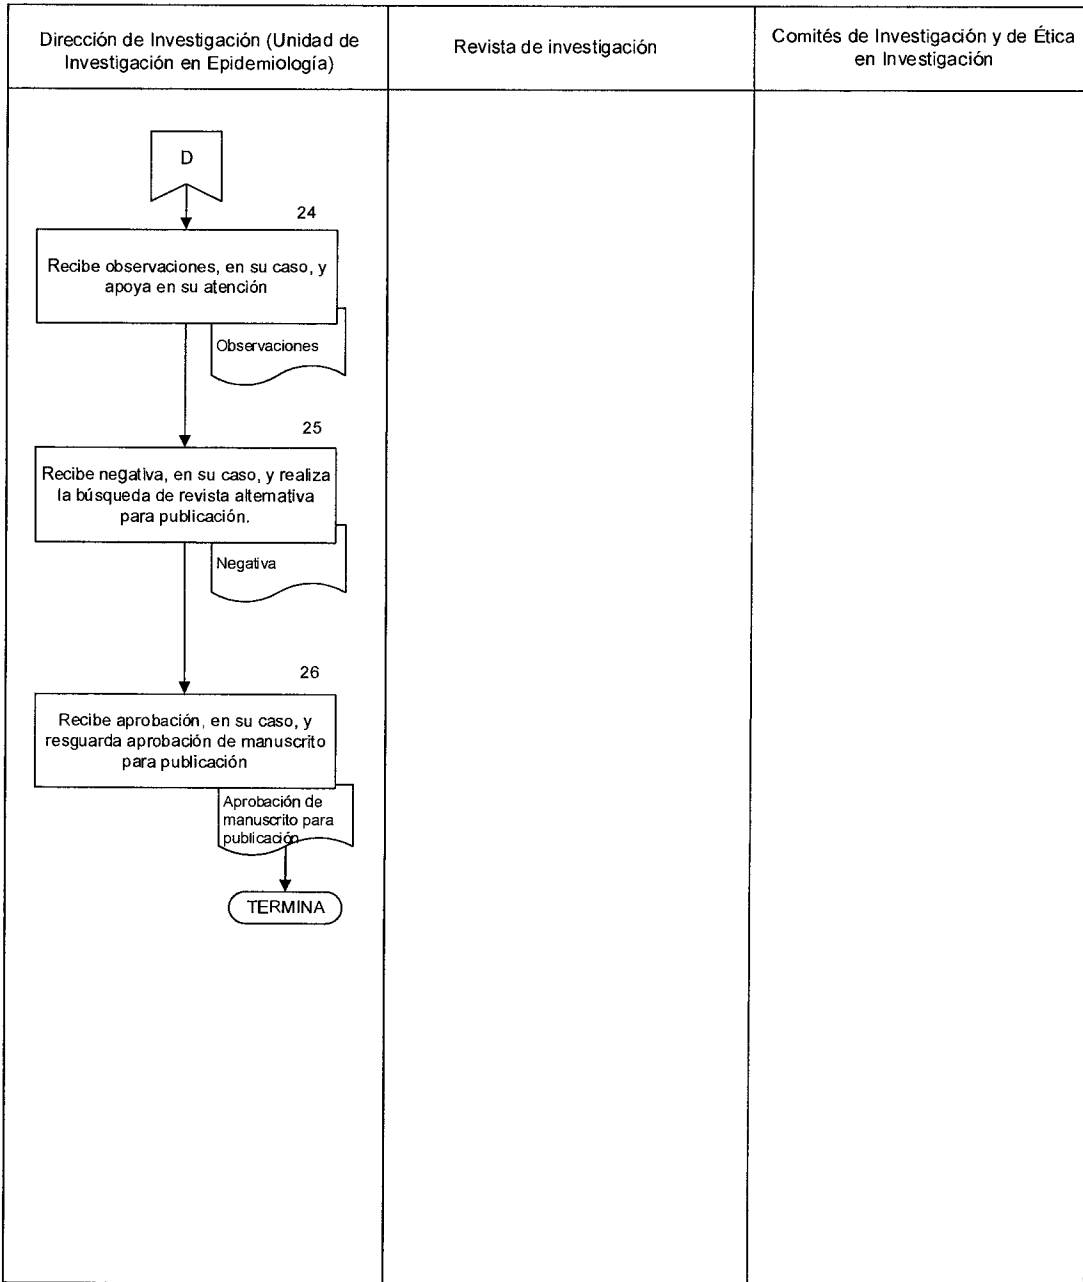 Dirección de Investigación (Unidad de
Investigación en Epidemiología)
Revista de investigación
Comités de Investigación y de Ética
en Investigación
D
24
Recibe observaciones, en su caso, y
apoya en su atención
Observaciones
25
Recibe negativa, en su caso, y realiza
la búsqueda de revista alternativa
para publicación.
Negativa
26
Recibe aprobación, en su caso, y
resguarda aprobación de manuscrito
para publicación
Aprobación de
manuscrito para
publicación
TERMINA